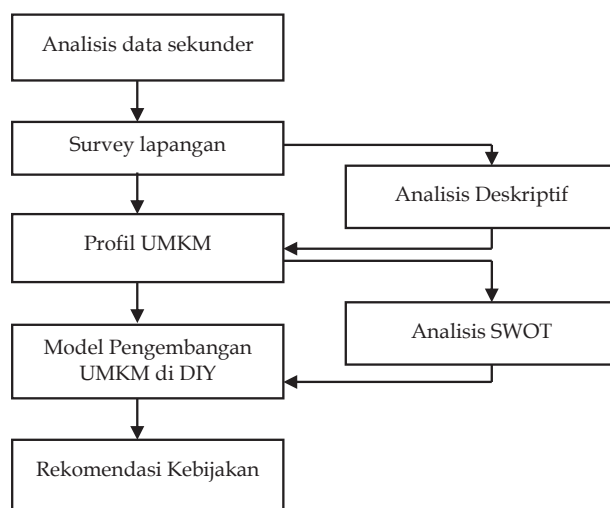 Analisis data sekunder
Survey lapangan
Analisis Deskriptif
Profil UMKM
Analisis SWOT
Model Pengembangan
UMKM di DIY
Rekomendasi Kebijakan